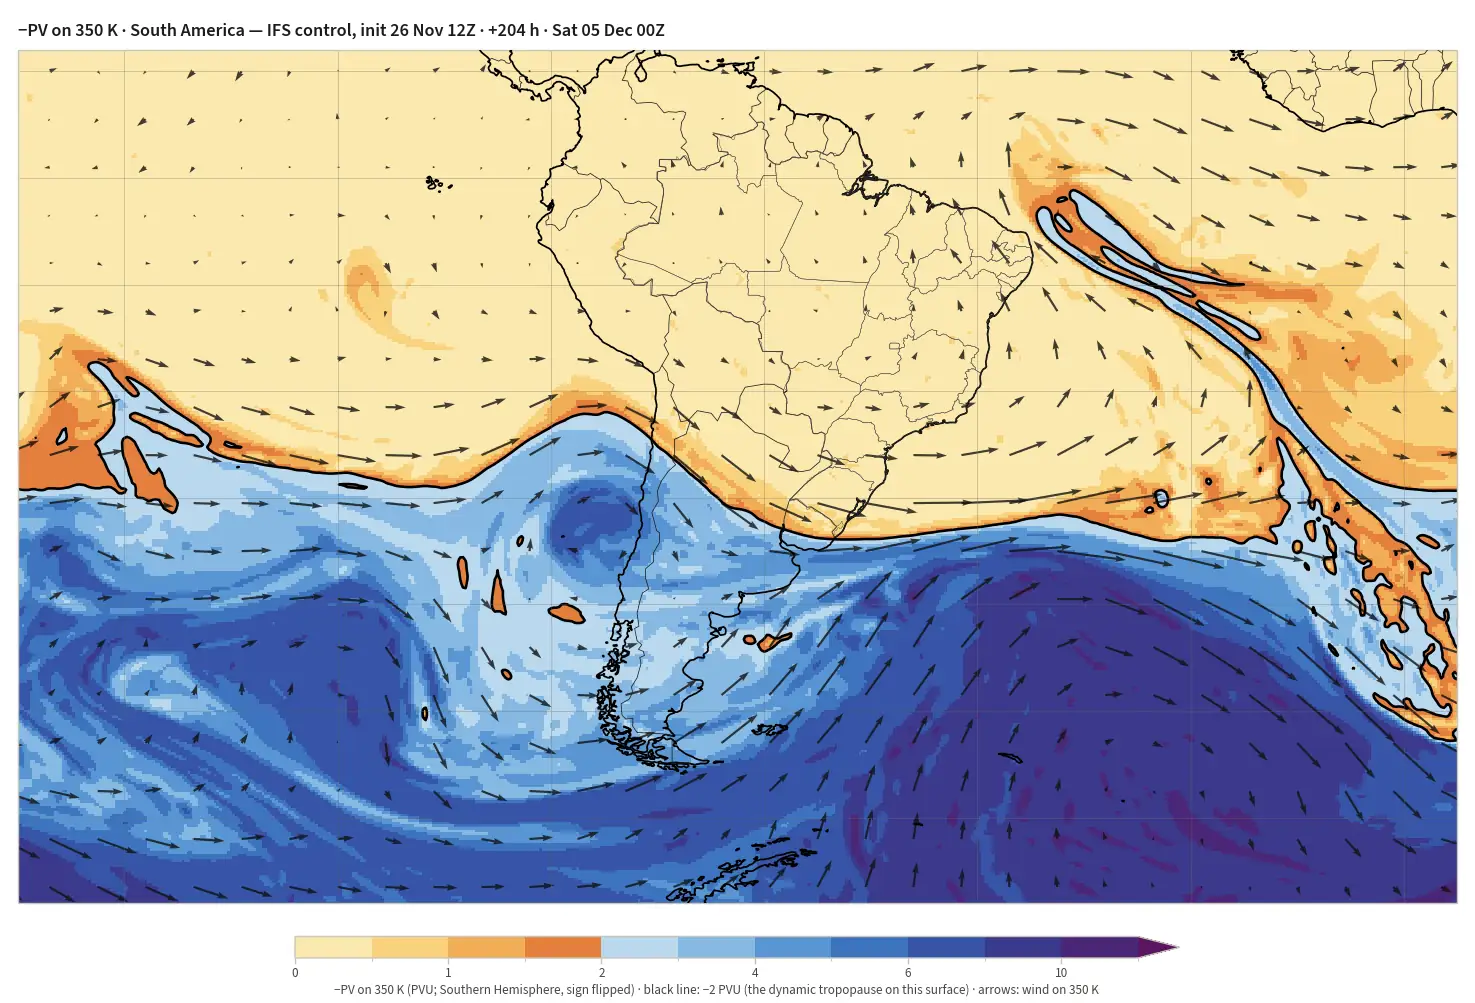 −PV on 350 K · South America — IFS control, init 26 Nov 12Z · +204 h · Sat 05 Dec 00Z
0 1 2 4 6 10
−PV on 350 K (PVU; Southern Hemisphere, sign flipped) · black line: −2 PVU (the dynamic tropopause on this surface) · arrows: wind on 350 K